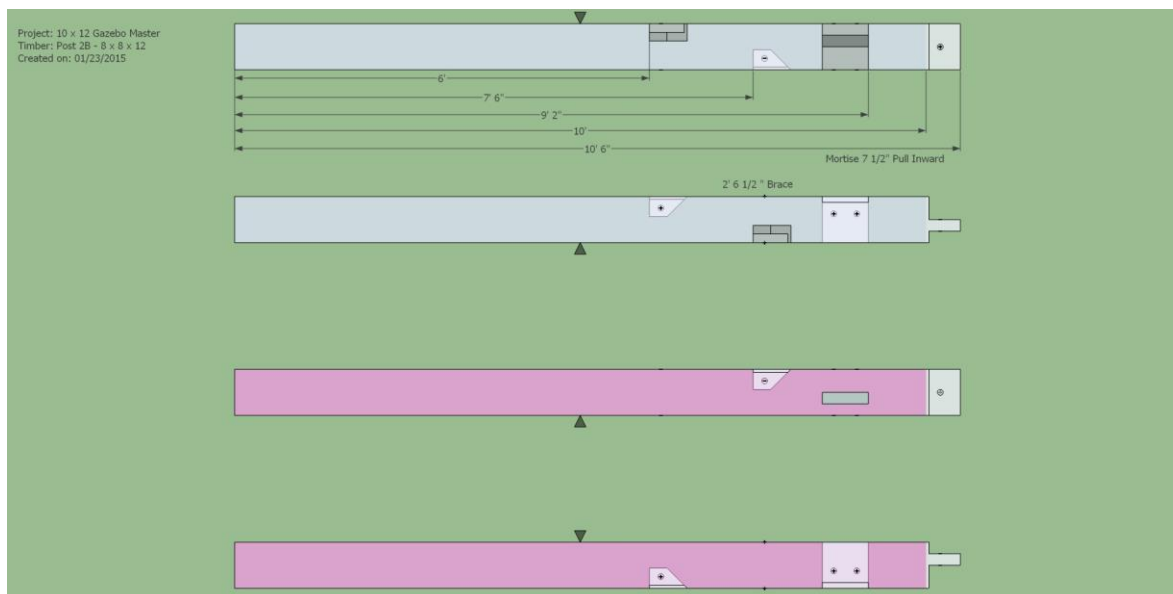 Project: 10 x 12 Gazebo Master
Timber: Post 2B - 8 x 8 x 12
Created on: 01/23/2015
6'
7' 6"
9' 2"
10'
10' 6"
Mortise 7 1/2" Pull Inward
2' 6 1/2 " Brace